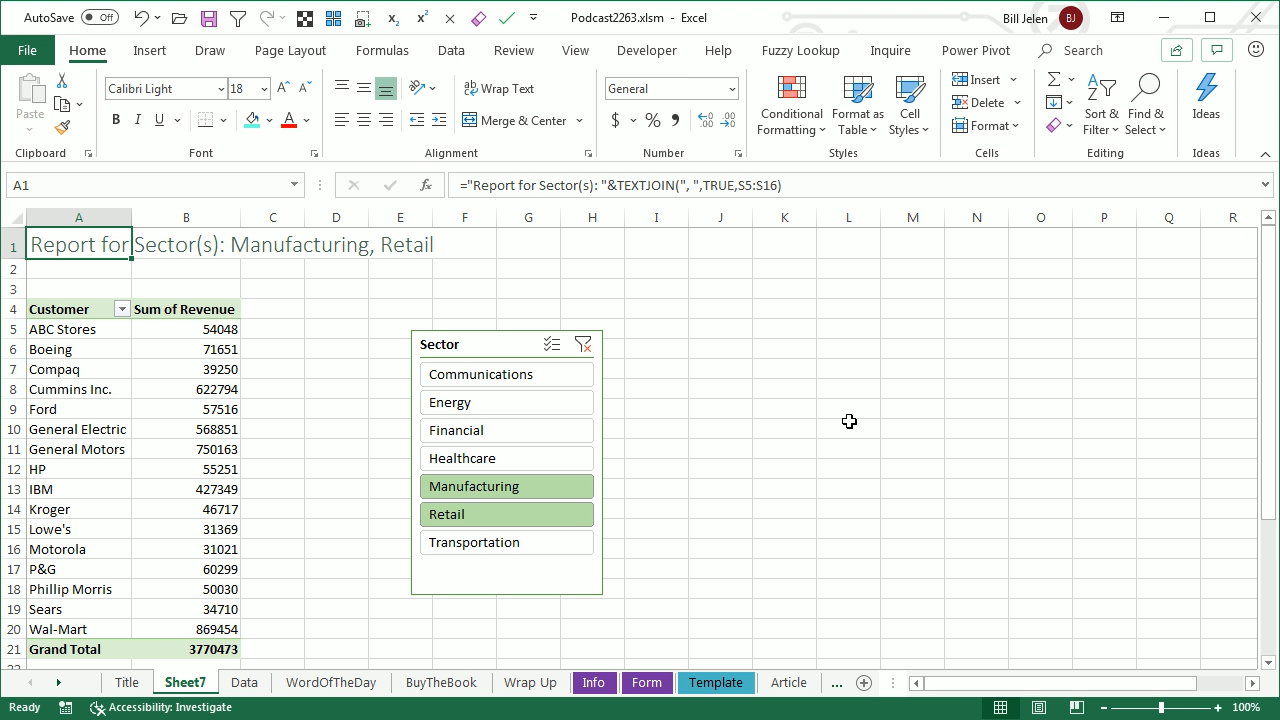 AutoSave Off Podcast2263.xlsm - Excel Bill Jelen BJ
File Home Insert Draw Page Layout Formulas Data Review View Developer Help Fuzzy Lookup Inquire Power Pivot Search
Paste
Clipboard
Calibri Light 18 A^ A˅
B I U A
Font
ab Wrap Text
Merge & Center
Alignment
General
$ % ,
Number
Conditional Formatting
Format as Table
Cell Styles
Styles
Insert
Delete
Format
Cells
Sort & Filter
Find & Select
Editing
Ideas
Ideas
A1 fx ="Report for Sector(s): "&TEXTJOIN(", ",TRUE,S5:S16)
A B C D E F G H I J K L M N O P Q R
1 Report for Sector(s): Manufacturing, Retail
2
3
4 Customer Sum of Revenue
5 ABC Stores 54048
6 Boeing 71651
7 Compaq 39250
8 Cummins Inc. 622794
9 Ford 57516
10 General Electric 568851
11 General Motors 750163
12 HP 55251
13 IBM 427349
14 Kroger 46717
15 Lowe's 31369
16 Motorola 31021
17 P&G 60299
18 Phillip Morris 50030
19 Sears 34710
20 Wal-Mart 869454
21 Grand Total 3770473
Sector
Communications
Energy
Financial
Healthcare
Manufacturing
Retail
Transportation
Title Sheet7 Data WordOfTheDay BuyTheBook Wrap Up Info Form Template Article ...
Ready Accessibility: Investigate 100%